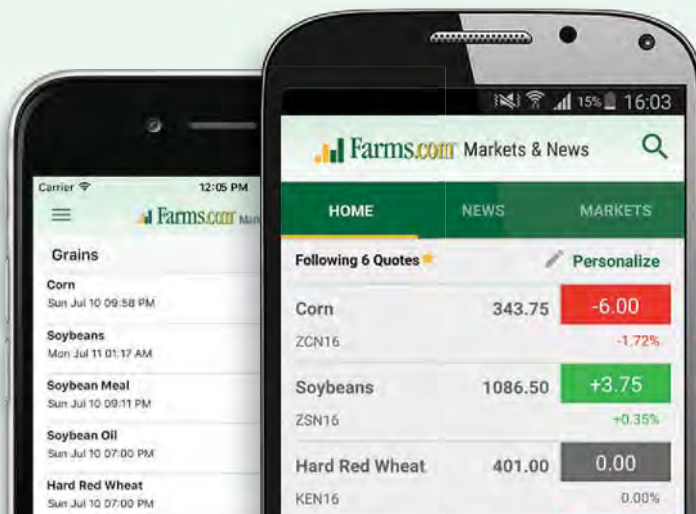 Carrier 12:05 PM
Farms.com
Grains
Corn
Sun Jul 10 09:58 PM
Soybeans
Mon Jul 11 01:17 AM
Soybean Meal
Sun Jul 10 09:11 PM
Soybean Oil
Sun Jul 10 07:00 PM
Hard Red Wheat
Sun Jul 10 07:00 PM
15% 16:03
Farms.com Markets & News
HOME NEWS MARKETS
Following 6 Quotes Personalize
Corn 343.75 -6.00
ZCN16 -1.72%
Soybeans 1086.50 +3.75
ZSN16 +0.35%
Hard Red Wheat 401.00 0.00
KEN16 0.00%